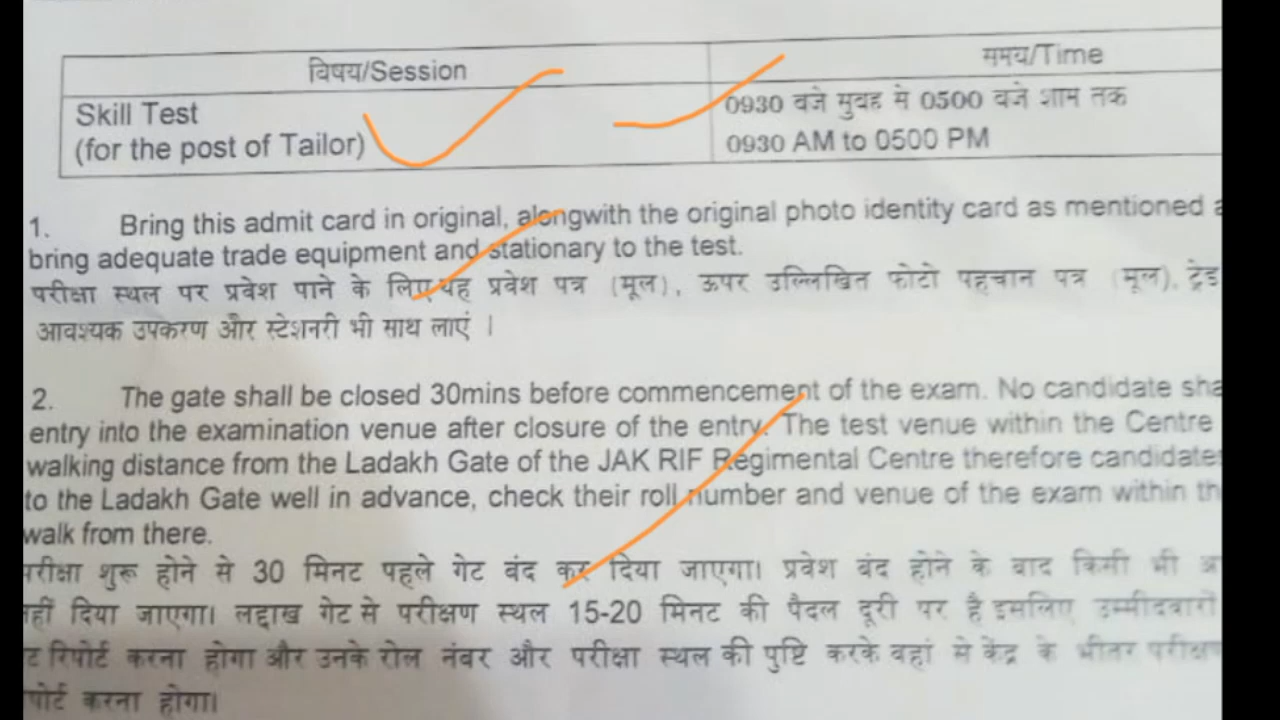 विषय/Session
समय/Time
Skill Test
(for the post of Tailor)
0930 बजे सुबह से 0500 बजे शाम तक
0930 AM to 0500 PM
1. Bring this admit card in original, alongwith the original photo identity card as mentioned
bring adequate trade equipment and stationary to the test.
परीक्षा स्थल पर प्रवेश पाने के लिए यह प्रवेश पत्र (मूल), ऊपर उल्लिखित फोटो पहचान पत्र (मूल), ट्रेड
आवश्यक उपकरण और स्टेशनरी भी साथ लाएं ।
2. The gate shall be closed 30mins before commencement of the exam. No candidate
entry into the examination venue after closure of the entry. The test venue within the Centre
walking distance from the Ladakh Gate of the JAK RIF Regimental Centre therefore
to the Ladakh Gate well in advance, check their roll number and venue of the exam within
walk from there.
परीक्षा शुरू होने से 30 मिनट पहले गेट बंद कर दिया जाएगा। प्रवेश बंद होने के बाद किसी भी
नहीं दिया जाएगा। लद्दाख गेट से परीक्षण स्थल 15-20 मिनट की पैदल दूरी पर है इसलिए उम्मीदवारों
रिपोर्ट करना होगा और उनके रोल नंबर और परीक्षा स्थल की पुष्टि करके वहां से केंद्र के भीतर
करना होगा।